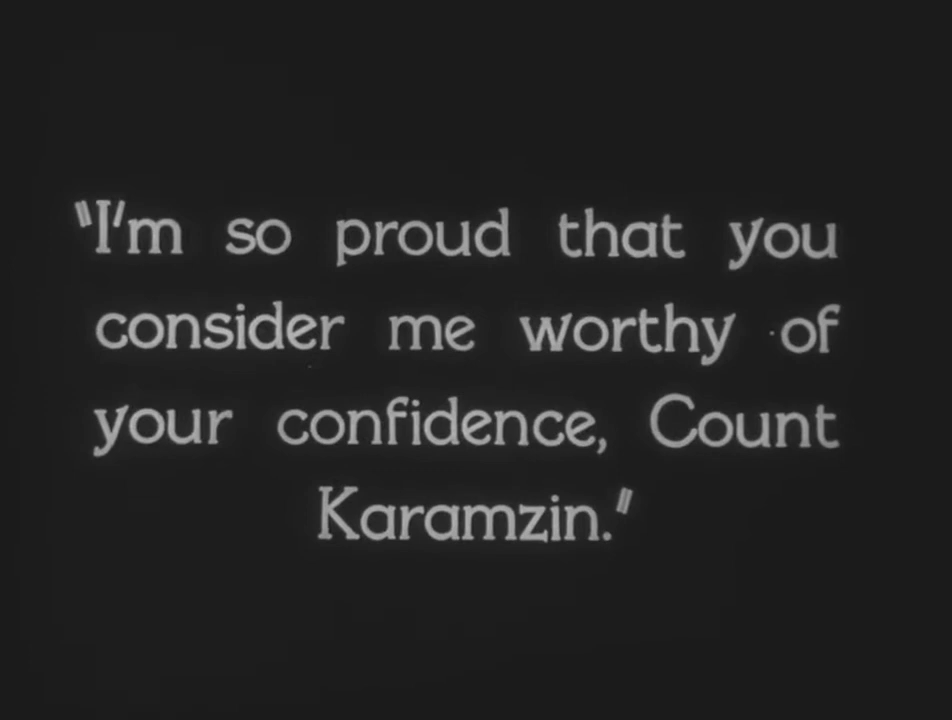 "I'm so proud that you
consider me worthy of
your confidence, Count
Karamzin."